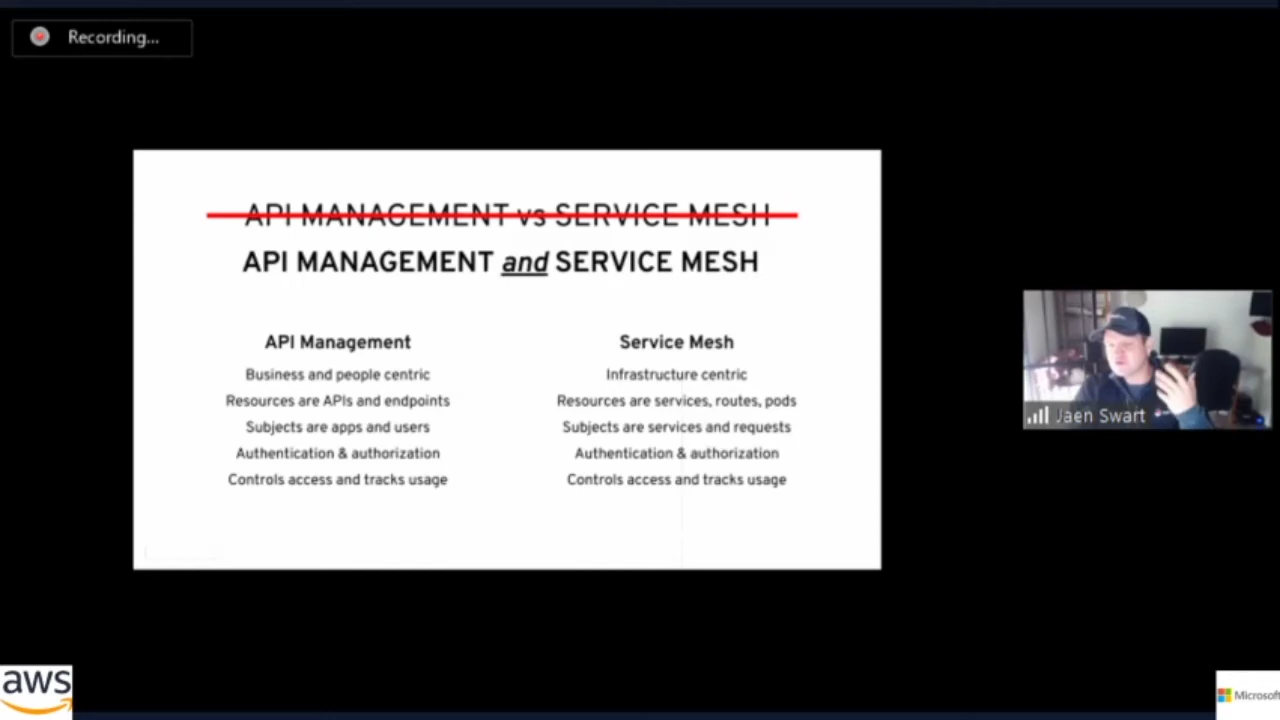 Recording...
API MANAGEMENT vs SERVICE MESH
API MANAGEMENT and SERVICE MESH
API Management
Business and people centric
Resources are APIs and endpoints
Subjects are apps and users
Authentication & authorization
Controls access and tracks usage
Service Mesh
Infrastructure centric
Resources are services, routes, pods
Subjects are services and requests
Authentication & authorization
Controls access and tracks usage
Jaen Swart
aws
Microsoft